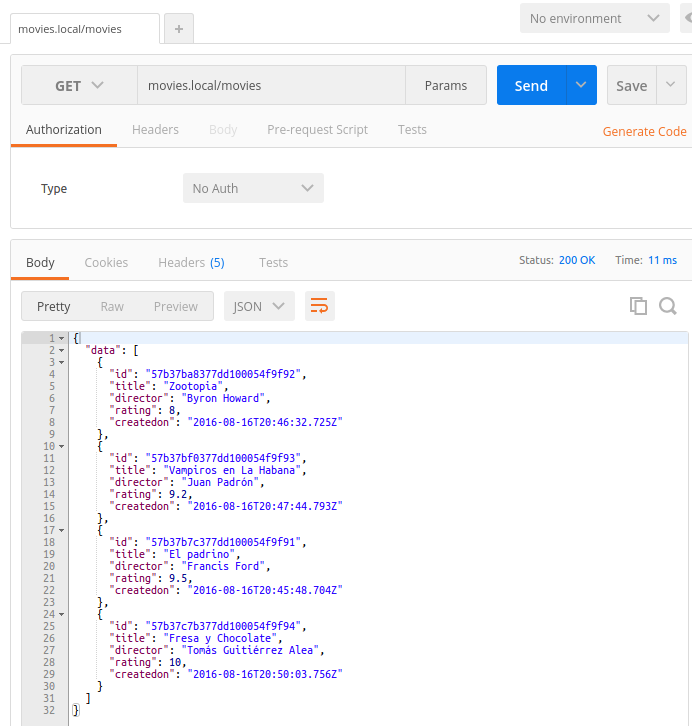 movies.local/movies + No environment
GET movies.local/movies Params Send Save
Authorization Headers Body Pre-request Script Tests Generate Code
Type No Auth
Body Cookies Headers (5) Tests Status: 200 OK Time: 11 ms
Pretty Raw Preview JSON
1 {
2 "data": [
3 {
4 "id": "57b37ba8377dd100054f9f92",
5 "title": "Zootopia",
6 "director": "Byron Howard",
7 "rating": 8,
8 "createdon": "2016-08-16T20:46:32.725Z"
9 },
10 {
11 "id": "57b37bf0377dd100054f9f93",
12 "title": "Vampiros en La Habana",
13 "director": "Juan Padrón",
14 "rating": 9.2,
15 "createdon": "2016-08-16T20:47:44.793Z"
16 },
17 {
18 "id": "57b37b7c377dd100054f9f91",
19 "title": "El padrino",
20 "director": "Francis Ford",
21 "rating": 9.5,
22 "createdon": "2016-08-16T20:45:48.704Z"
23 },
24 {
25 "id": "57b37c7b377dd100054f9f94",
26 "title": "Fresa y Chocolate",
27 "director": "Tomás Guitiérrez Alea",
28 "rating": 10,
29 "createdon": "2016-08-16T20:50:03.756Z"
30 }
31 ]
32 }